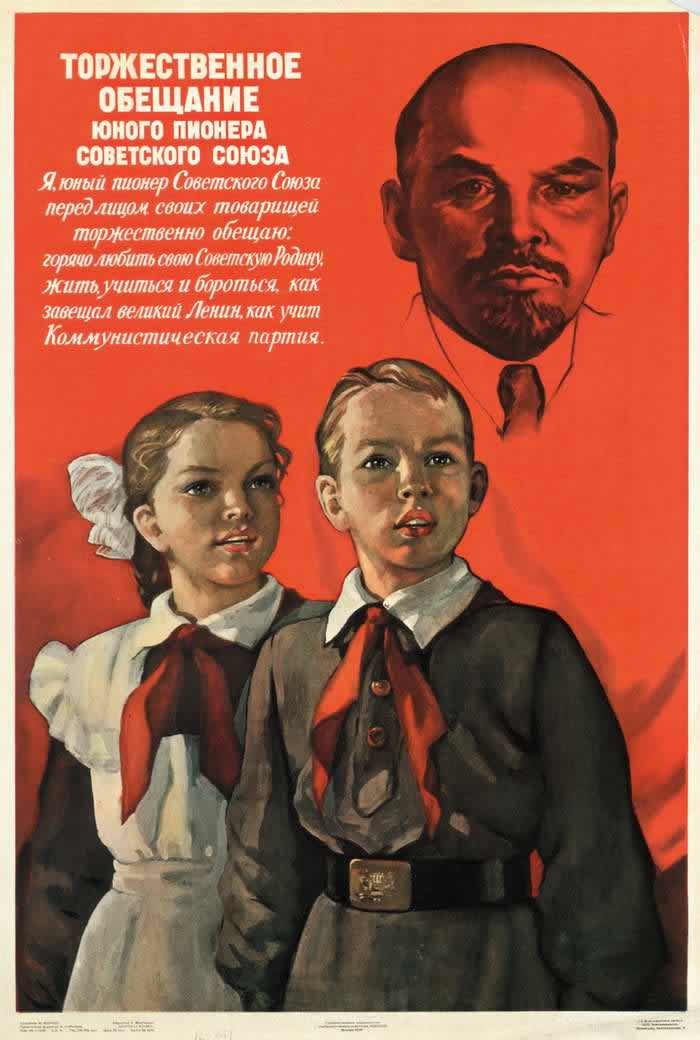 ТОРЖЕСТВЕННОЕ
ОБЕЩАНИЕ
ЮНОГО ПИОНЕРА
СОВЕТСКОГО СОЮЗА
Я, юный пионер Советского Союза
перед лицом своих товарищей
торжественно обещаю:
горячо любить свою Советскую Родину,
жить, учиться и бороться, как
завещал великий Ленин, как учит
Коммунистическая партия.